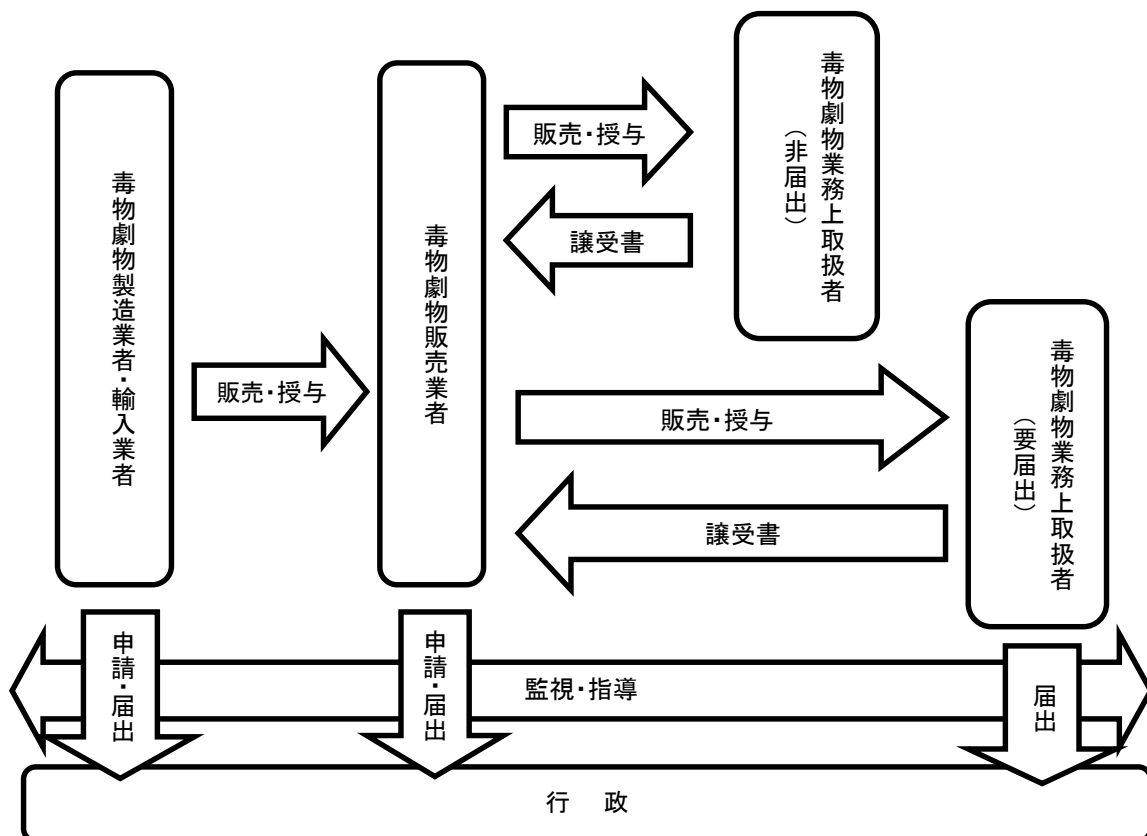 毒物劇物製造業者・輸入業者
販売・授与
毒物劇物販売業者
販売・授与
譲受書
毒物劇物業務上取扱者
（非届出）
販売・授与
譲受書
毒物劇物業務上取扱者
（要届出）
申請・届出
申請・届出
監視・指導
届出
行　政